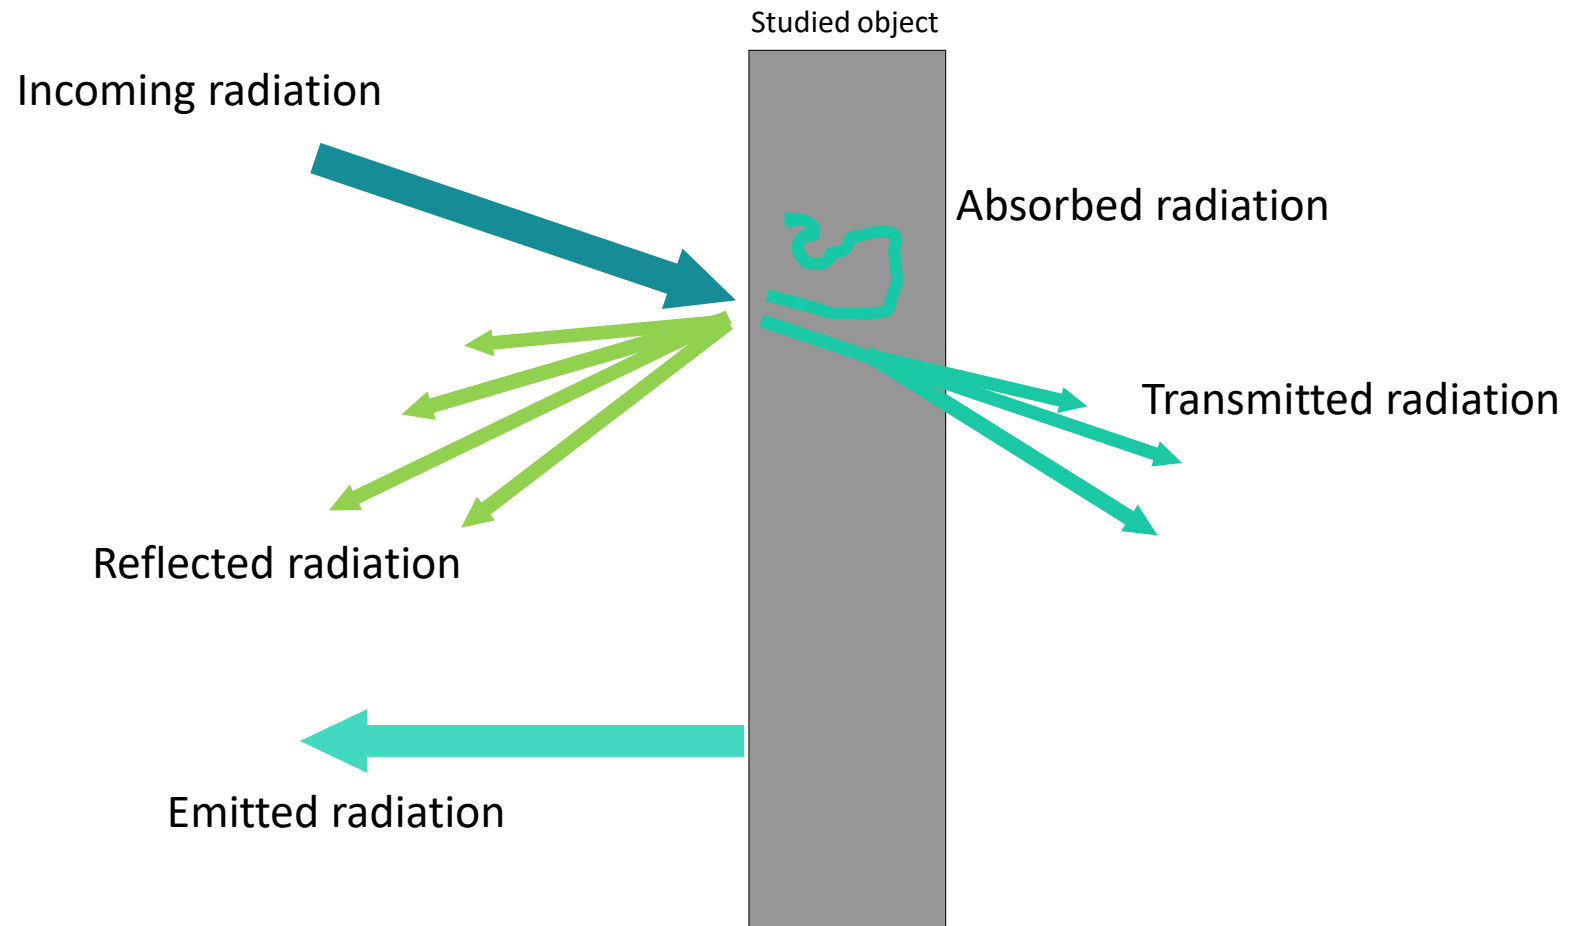 Studied object
Incoming radiation
Absorbed radiation
Transmitted radiation
Reflected radiation
Emitted radiation